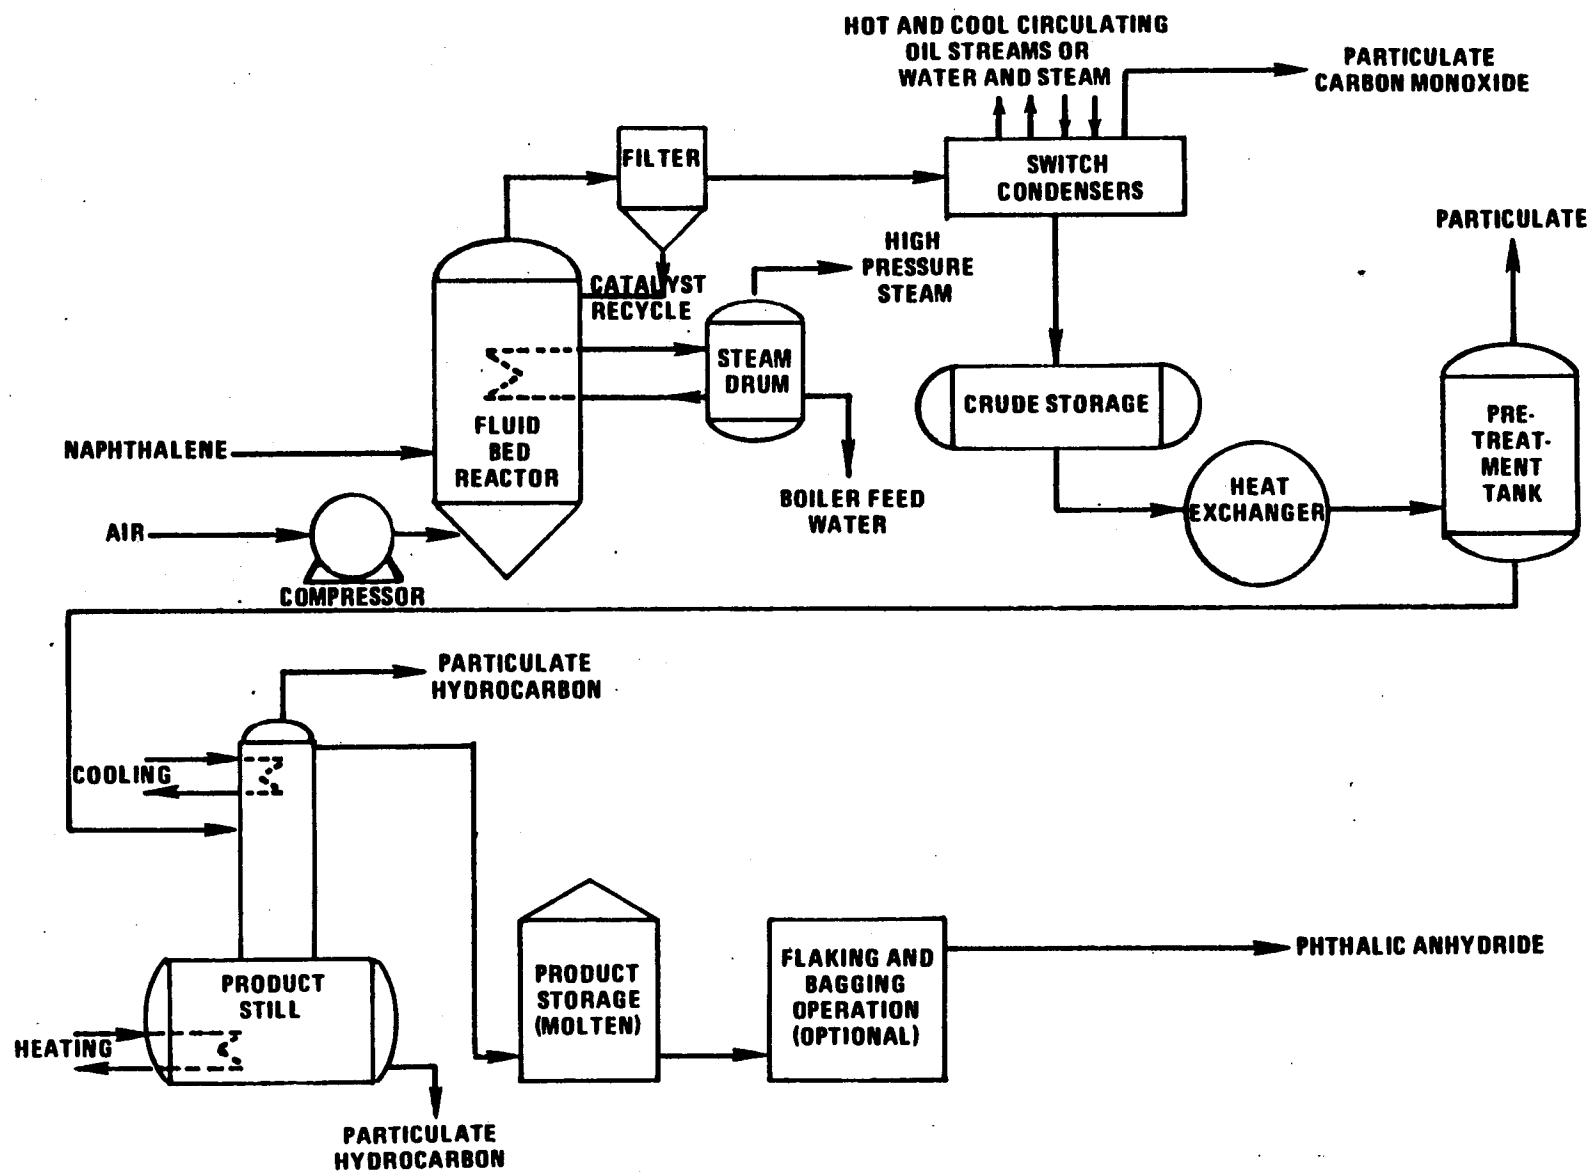 HOT AND COOL CIRCULATING
OIL STREAMS OR
WATER AND STEAM
PARTICULATE
CARBON MONOXIDE
FILTER
SWITCH
CONDENSERS
PARTICULATE
HIGH
PRESSURE
STEAM
CATALYST
RECYCLE
STEAM
DRUM
CRUDE STORAGE
PRE-
TREAT-
MENT
TANK
NAPHTHALENE
FLUID
BED
REACTOR
BOILER FEED
WATER
HEAT
EXCHANGER
AIR
COMPRESSOR
PARTICULATE
HYDROCARBON
COOLING
PRODUCT
STILL
HEATING
PRODUCT
STORAGE
(MOLTEN)
FLAKING AND
BAGGING
OPERATION
(OPTIONAL)
PHTHALIC ANHYDRIDE
PARTICULATE
HYDROCARBON